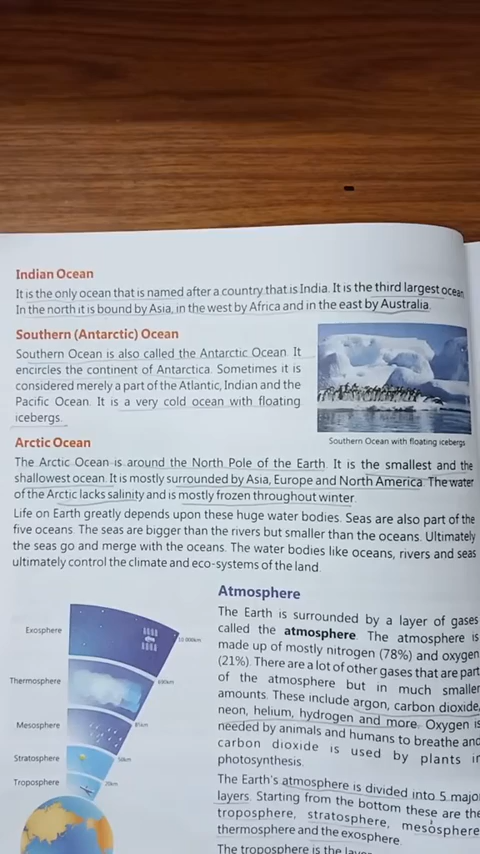 Indian Ocean
It is the only ocean that is named after a country that is India. It is the third largest ocean
In the north it is bound by Asia, in the west by Africa and in the east by Australia.
Southern (Antarctic) Ocean
Southern Ocean is also called the Antarctic Ocean. It
encircles the continent of Antarctica. Sometimes it is
considered merely a part of the Atlantic, Indian and the
Pacific Ocean. It is a very cold ocean with floating
icebergs.
Southern Ocean with floating icebergs
Arctic Ocean
The Arctic Ocean is around the North Pole of the Earth. It is the smallest and the
shallowest ocean. It is mostly surrounded by Asia, Europe and North America. The water
of the Arctic lacks salinity and is mostly frozen throughout winter.
Life on Earth greatly depends upon these huge water bodies. Seas are also part of the
five oceans. The seas are bigger than the rivers but smaller than the oceans. Ultimately
the seas go and merge with the oceans. The water bodies like oceans, rivers and seas
ultimately control the climate and eco-systems of the land.
Exosphere
10 000km
Thermosphere
690km
Mesosphere
85km
Stratosphere
50km
Troposphere
20km
Atmosphere
The Earth is surrounded by a layer of gases
called the atmosphere. The atmosphere is
made up of mostly nitrogen (78%) and oxygen
(21%). There are a lot of other gases that are part
of the atmosphere but in much smaller
amounts. These include argon, carbon dioxide,
neon, helium, hydrogen and more. Oxygen is
needed by animals and humans to breathe and
carbon dioxide is used by plants in
photosynthesis.
The Earth's atmosphere is divided into 5 major
layers. Starting from the bottom these are the
troposphere, stratosphere, mesosphere
thermosphere and the exosphere.
The troposphere is the